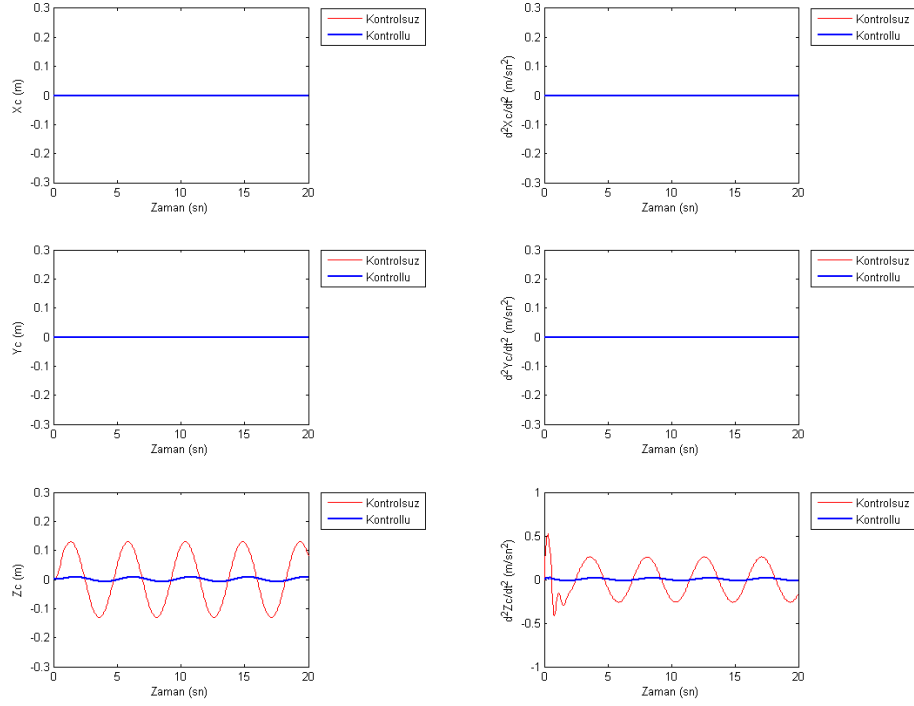 0.3
0.2
0.1
0
-0.1
-0.2
-0.3
Xc (m)
0 5 10 15 20
Zaman (sn)
Kontrolsuz
Kontrollu
0.3
0.2
0.1
0
-0.1
-0.2
-0.3
d²Xc/dt² (m/sn²)
0 5 10 15 20
Zaman (sn)
Kontrolsuz
Kontrollu
0.3
0.2
0.1
0
-0.1
-0.2
-0.3
Yc (m)
0 5 10 15 20
Zaman (sn)
Kontrolsuz
Kontrollu
0.3
0.2
0.1
0
-0.1
-0.2
-0.3
d²Yc/dt² (m/sn²)
0 5 10 15 20
Zaman (sn)
Kontrolsuz
Kontrollu
0.3
0.2
0.1
0
-0.1
-0.2
-0.3
Zc (m)
0 5 10 15 20
Zaman (sn)
Kontrolsuz
Kontrollu
1
0.5
0
-0.5
-1
d²Zc/dt² (m/sn²)
0 5 10 15 20
Zaman (sn)
Kontrolsuz
Kontrollu